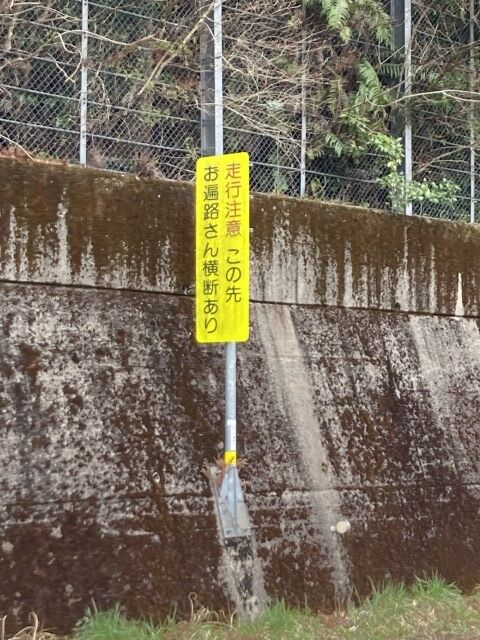 走行注意 この先
お遍路さん横断あり